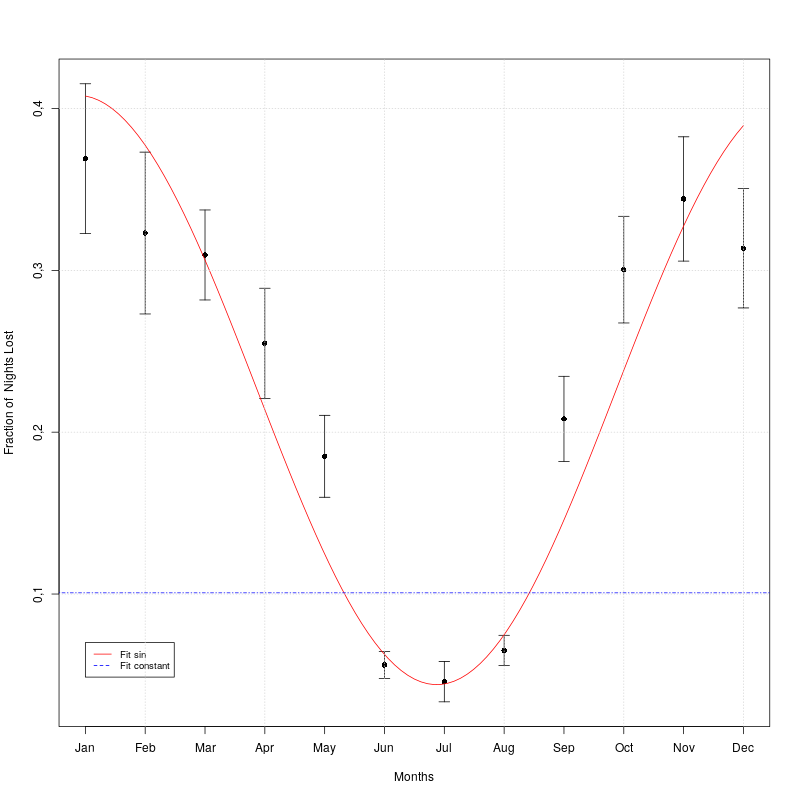 0.4
0.3
0.2
0.1
Fraction of Nights Lost
Fit sin
Fit constant
Jan Feb Mar Apr May Jun Jul Aug Sep Oct Nov Dec
Months